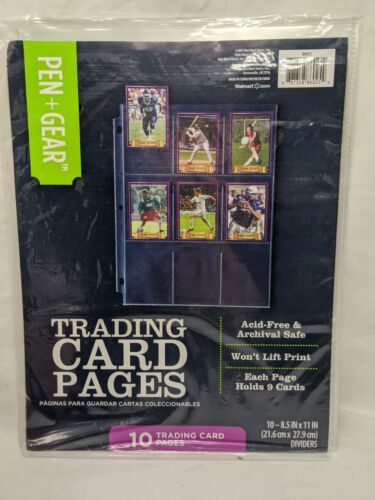 PEN+GEAR™
Walmart.com
TRADING
CARD
PAGES
PÁGINAS PARA GUARDAR CARTAS COLECCIONABLES
Acid-Free &
Archival Safe
Won't Lift Print
Each Page
Holds 9 Cards
10 TRADING CARD
PAGES
10 – 8.5 IN x 11 IN
(21.6 cm x 27.9 cm)
DIVIDERS